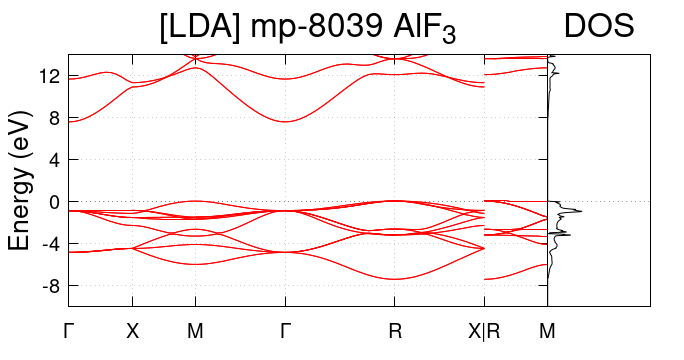 [LDA] mp-8039 AlF₃ DOS
Energy (eV)
12
8
4
0
-4
-8
Γ X M Γ R X|R M